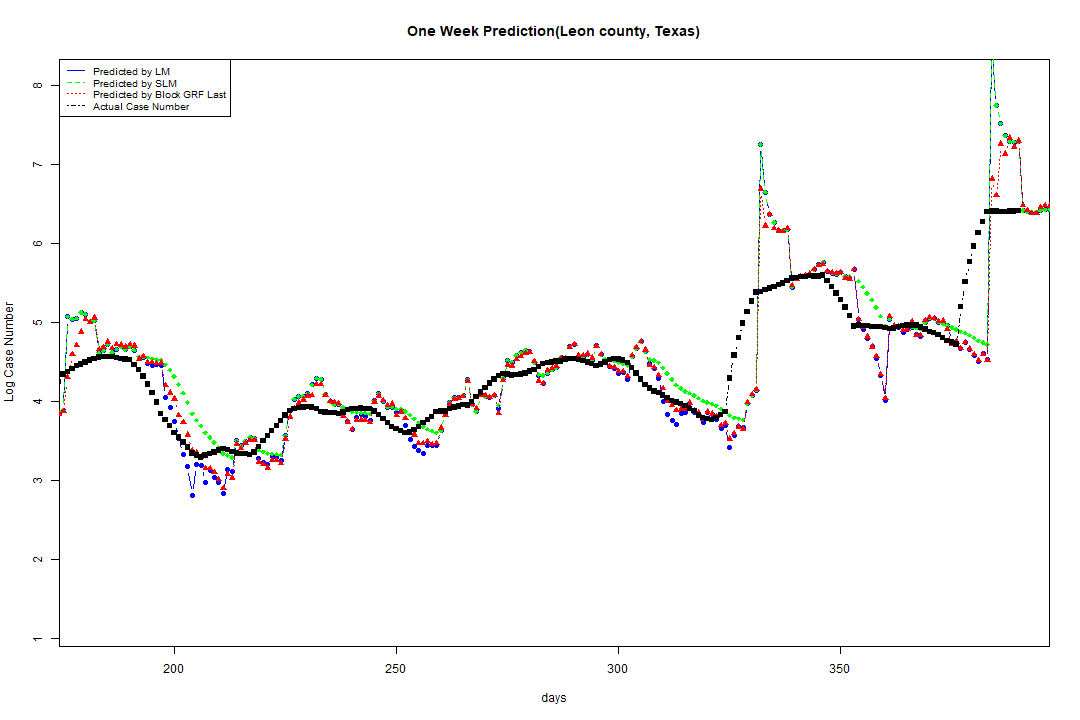 One Week Prediction(Leon county, Texas)
Predicted by LM
Predicted by SLM
Predicted by Block GRF Last
Actual Case Number
Log Case Number
8
7
6
5
4
3
2
1
200 250 300 350
days